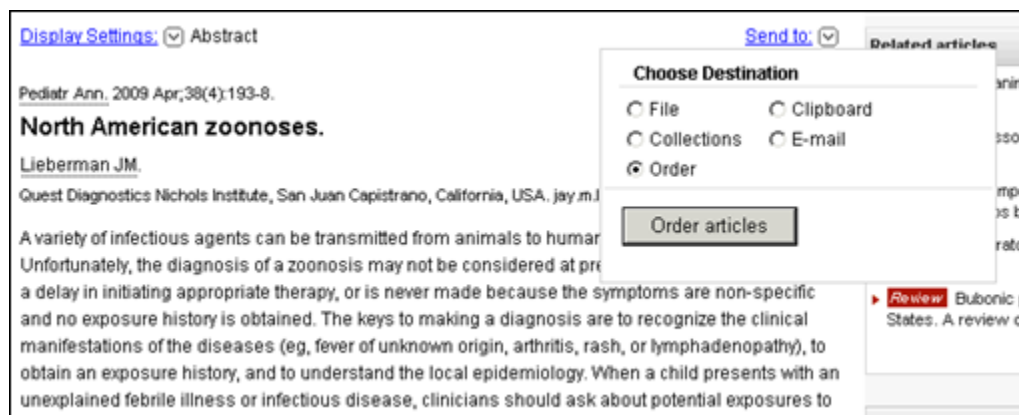 Display Settings: Abstract
Send to:
Related articles
Choose Destination
File
Clipboard
Collections
E-mail
Order
Order articles
Pediatr Ann. 2009 Apr;38(4):193-8.
North American zoonoses.
Lieberman JM.
Quest Diagnostics Nichols Institute, San Juan Capistrano, California, USA.
A variety of infectious agents can be transmitted from animals to
Unfortunately, the diagnosis of a zoonosis may not be considered at
a delay in initiating appropriate therapy, or is never made because the symptoms are non-specific
and no exposure history is obtained. The keys to making a diagnosis are to recognize the clinical
manifestations of the diseases (eg, fever of unknown origin, arthritis, rash, or lymphadenopathy), to
obtain an exposure history, and to understand the local epidemiology. When a child presents with an
unexplained febrile illness or infectious disease, clinicians should ask about potential exposures to
Review Bubonic
States. A review